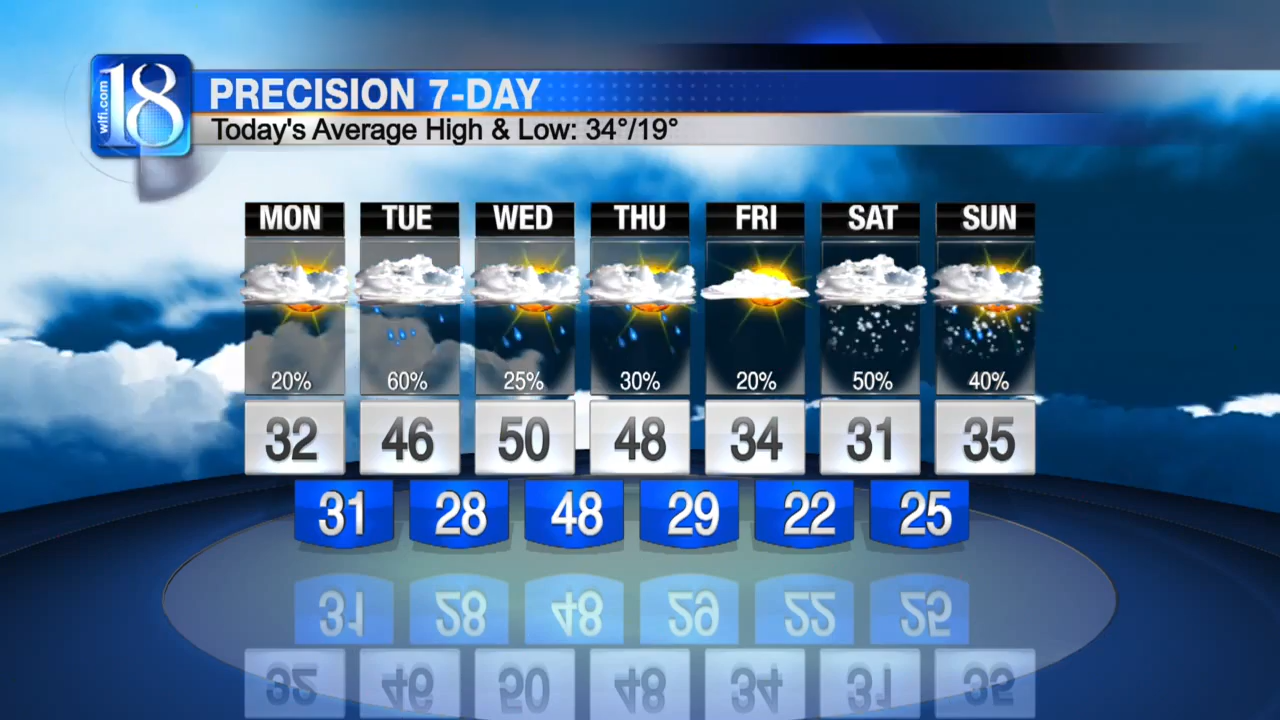 wlfi.com
18
PRECISION 7-DAY
Today's Average High & Low: 34°/19°
MON TUE WED THU FRI SAT SUN
20% 60% 25% 30% 20% 50% 40%
32 46 50 48 34 31 35
31 28 48 29 22 25